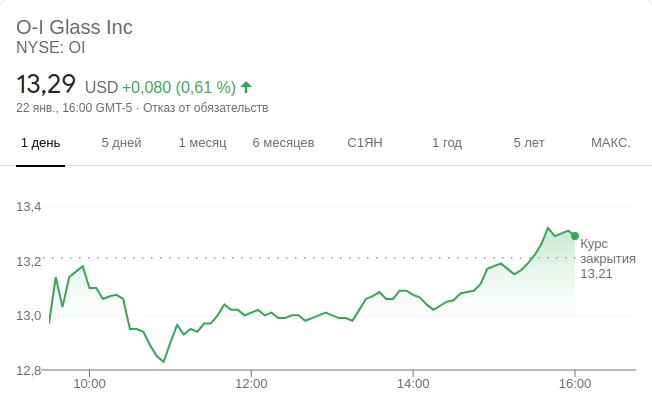 O-I Glass Inc
NYSE: OI
13,29 USD +0,080 (0,61 %)
22 янв., 16:00 GMT-5 · Отказ от обязательств
1 день 5 дней 1 месяц 6 месяцев С1ЯН 1 год 5 лет МАКС.
13,4
13,2
13,0
12,8
Курс
закрытия
13,21
10:00 12:00 14:00 16:00